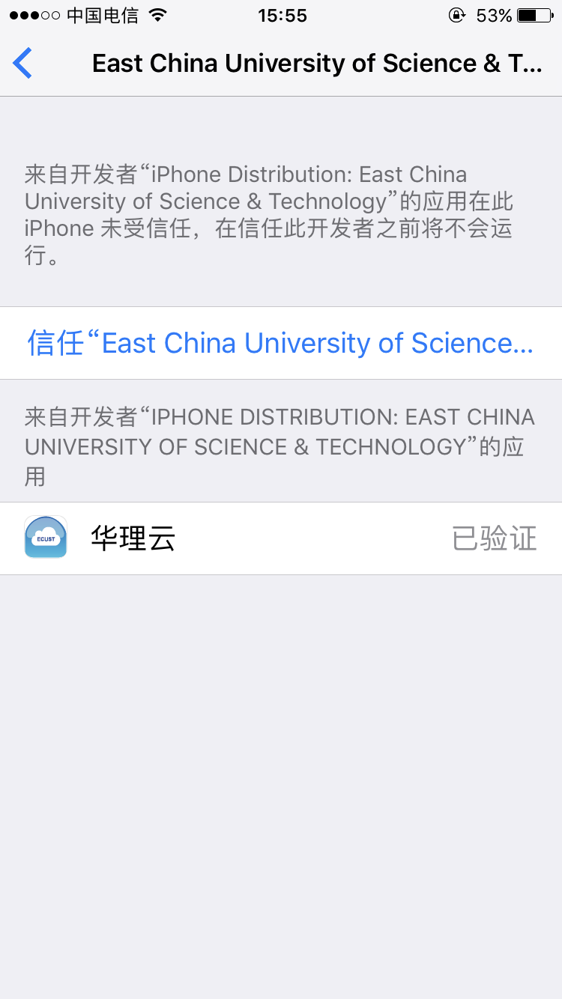 中国电信 15:55 53%
East China University of Science & T...
来自开发者“iPhone Distribution: East China
University of Science & Technology”的应用在此
iPhone 未受信任，在信任此开发者之前将不会运
行。
信任“East China University of Science...
来自开发者“IPHONE DISTRIBUTION: EAST CHINA
UNIVERSITY OF SCIENCE & TECHNOLOGY”的应
用
ECUST 华理云 已验证